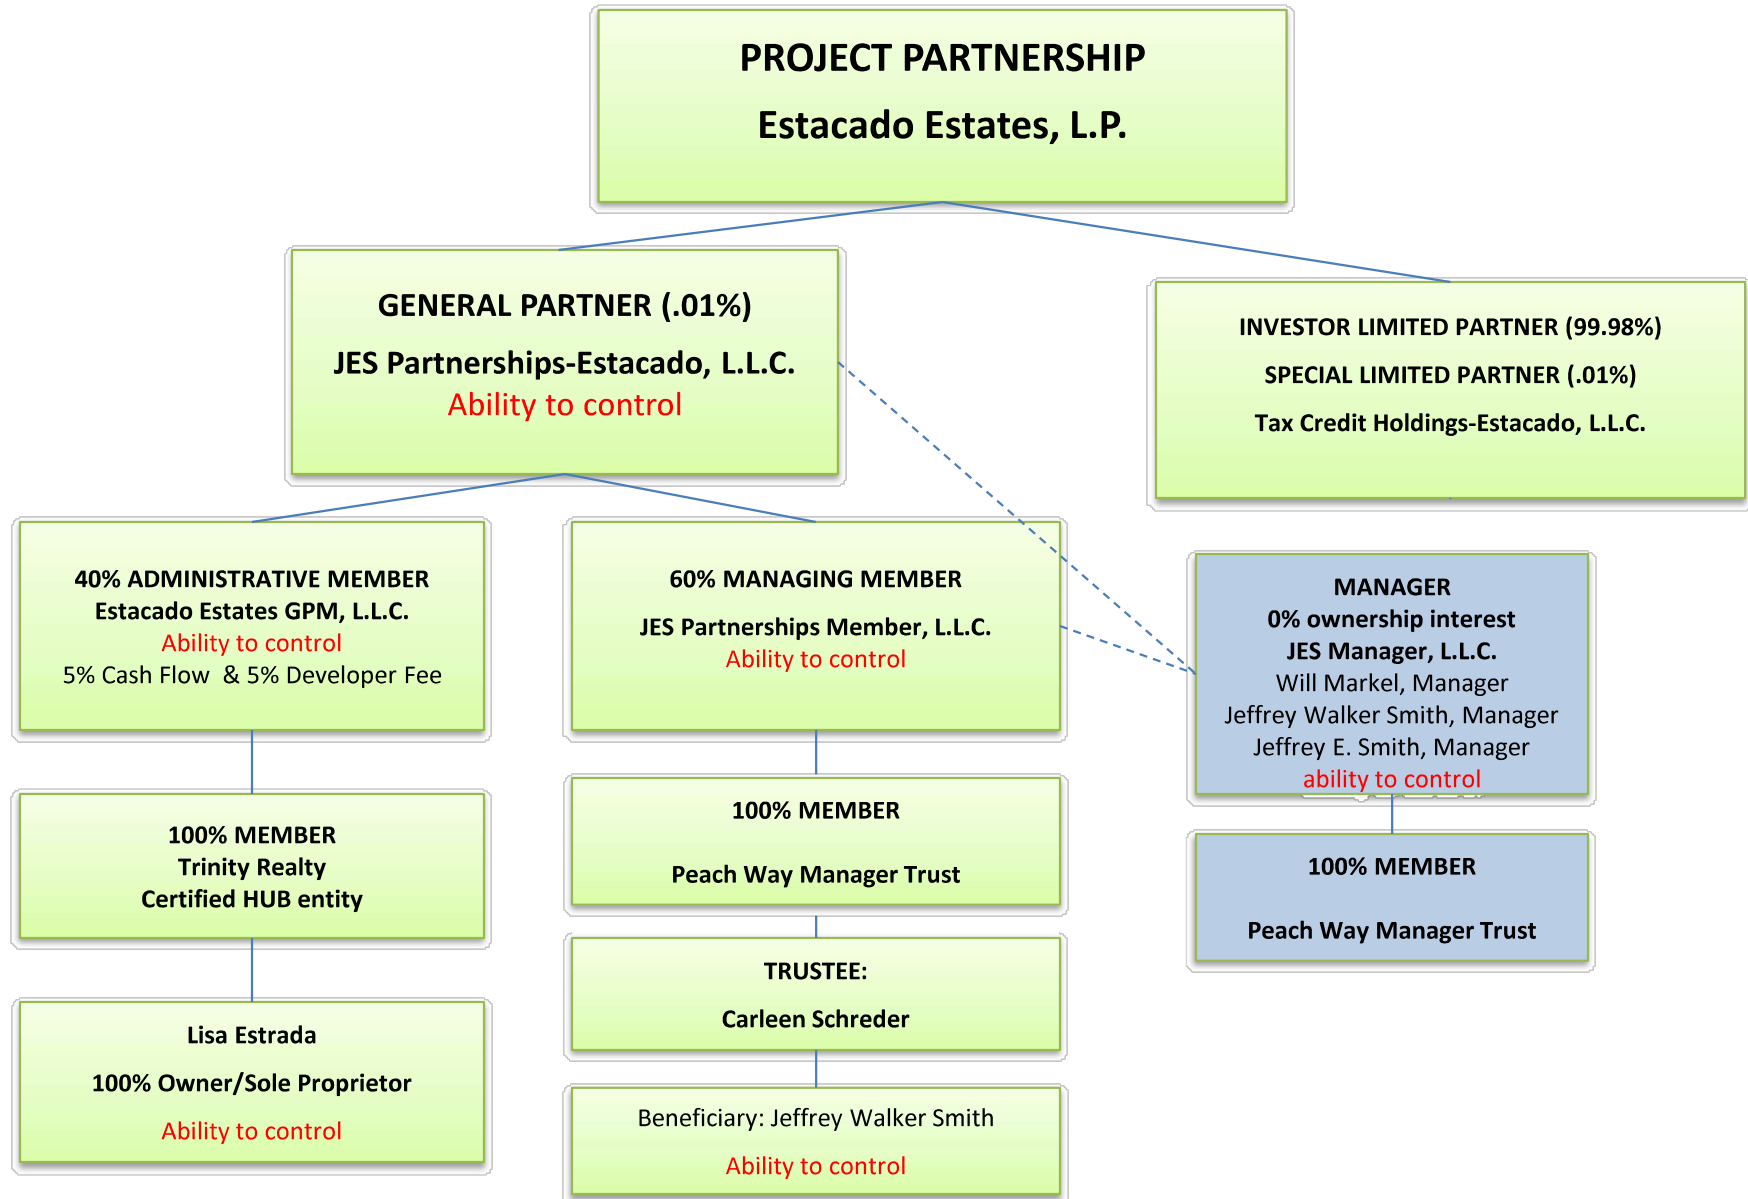 PROJECT PARTNERSHIP
Estacado Estates, L.P.
GENERAL PARTNER (.01%)
JES Partnerships-Estacado, L.L.C.
Ability to control
INVESTOR LIMITED PARTNER (99.98%)
SPECIAL LIMITED PARTNER (.01%)
Tax Credit Holdings-Estacado, L.L.C.
40% ADMINISTRATIVE MEMBER
Estacado Estates GPM, L.L.C.
Ability to control
5% Cash Flow & 5% Developer Fee
60% MANAGING MEMBER
JES Partnerships Member, L.L.C.
Ability to control
MANAGER
0% ownership interest
JES Manager, L.L.C.
Will Markel, Manager
Jeffrey Walker Smith, Manager
Jeffrey E. Smith, Manager
ability to control
100% MEMBER
Trinity Realty
Certified HUB entity
100% MEMBER
Peach Way Manager Trust
100% MEMBER
Peach Way Manager Trust
TRUSTEE:
Carleen Schreder
Lisa Estrada
100% Owner/Sole Proprietor
Ability to control
Beneficiary: Jeffrey Walker Smith
Ability to control